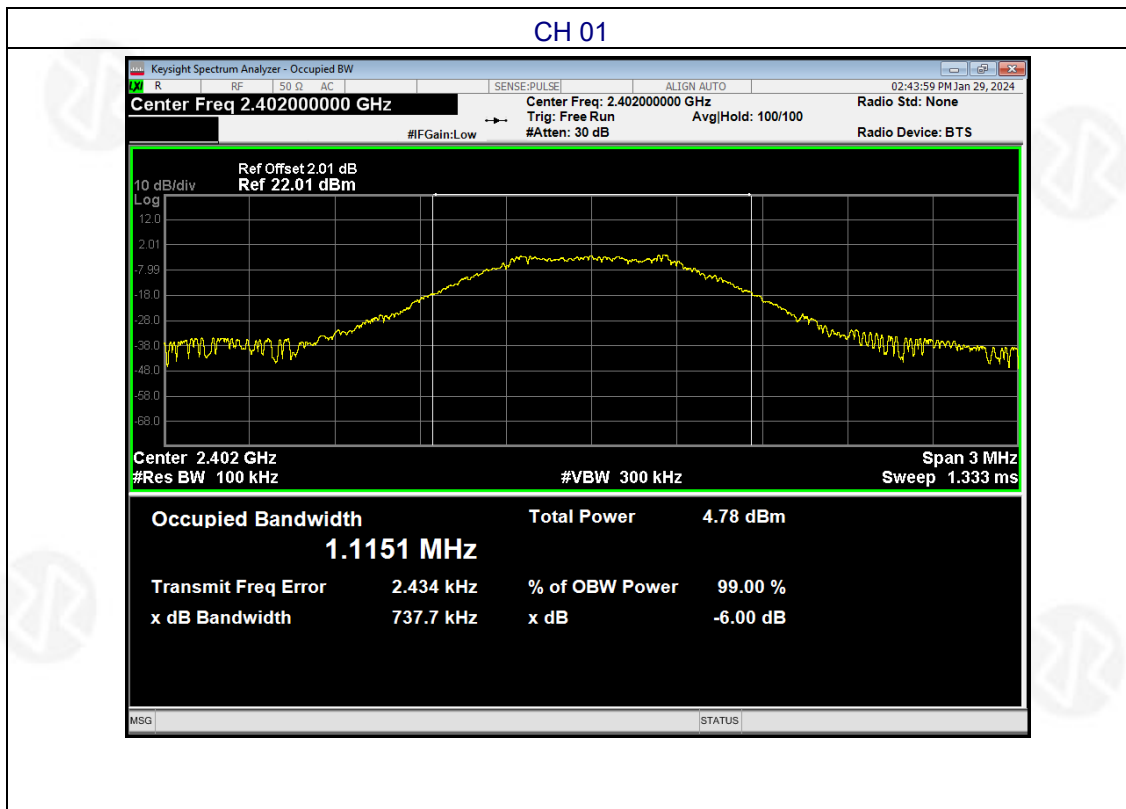 CH 01
Keysight Spectrum Analyzer - Occupied BW
LXI R RF 50 Ω AC SENSE:PULSE ALIGN AUTO 02:43:59 PM Jan 29, 2024
Center Freq 2.402000000 GHz Center Freq: 2.402000000 GHz Radio Std: None
Trig: Free Run Avg|Hold: 100/100
#IFGain:Low #Atten: 30 dB Radio Device: BTS
Ref Offset 2.01 dB
10 dB/div Ref 22.01 dBm
Log
12.0
2.01
-7.99
-18.0
-28.0
-38.0
-48.0
-58.0
-68.0
Center 2.402 GHz Span 3 MHz
#Res BW 100 kHz #VBW 300 kHz Sweep 1.333 ms
Occupied Bandwidth Total Power 4.78 dBm
1.1151 MHz
Transmit Freq Error 2.434 kHz % of OBW Power 99.00 %
x dB Bandwidth 737.7 kHz x dB -6.00 dB
MSG STATUS